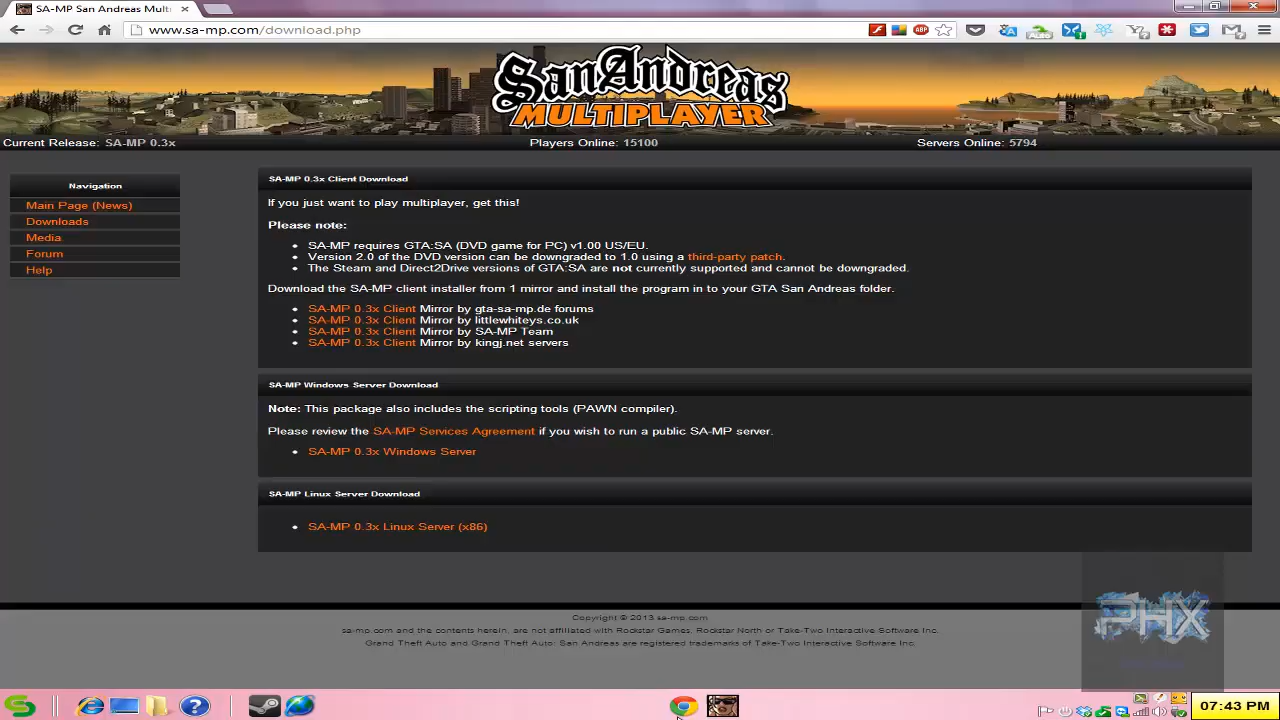 SA-MP San Andreas Mult
www.sa-mp.com/download.php
San Andreas
MULTIPLAYER
Current Release: SA-MP 0.3x
Players Online: 15100
Servers Online: 5794
Navigation
Main Page (News)
Downloads
Media
Forum
Help
SA-MP 0.3x Client Download
If you just want to play multiplayer, get this!
Please note:
SA-MP requires GTA:SA (DVD game for PC) v1.00 US/EU.
Version 2.0 of the DVD version can be downgraded to 1.0 using a third-party patch.
The Steam and Direct2Drive versions of GTA:SA are not currently supported and cannot be downgraded.
Download the SA-MP client installer from 1 mirror and install the program in to your GTA San Andreas folder.
SA-MP 0.3x Client Mirror by gta-sa-mp.de forums
SA-MP 0.3x Client Mirror by littlewhiteys.co.uk
SA-MP 0.3x Client Mirror by SA-MP Team
SA-MP 0.3x Client Mirror by kingj.net servers
SA-MP Windows Server Download
Note: This package also includes the scripting tools (PAWN compiler).
Please review the SA-MP Services Agreement if you wish to run a public SA-MP server.
SA-MP 0.3x Windows Server
SA-MP Linux Server Download
SA-MP 0.3x Linux Server (x86)
PHX
Copyright © 2013 sa-mp.com
sa-mp.com and the contents herein, are not affiliated with Rockstar Games, Rockstar North or Take-Two Interactive Software Inc.
Grand Theft Auto and Grand Theft Auto: San Andreas are registered trademarks of Take-Two Interactive Software Inc.
07:43 PM